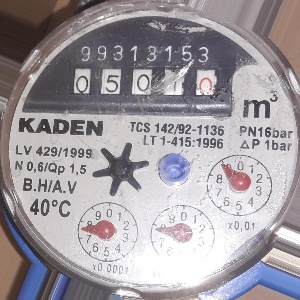 99313153
05010
m³
KADEN
TCS 142/92-1136
PN16bar
LV 429/1999
LT 1-415:1996
ΔP 1bar
N 0,6/Qp 1,5
B.H/A.V
40°C
x0,01
x0.0001